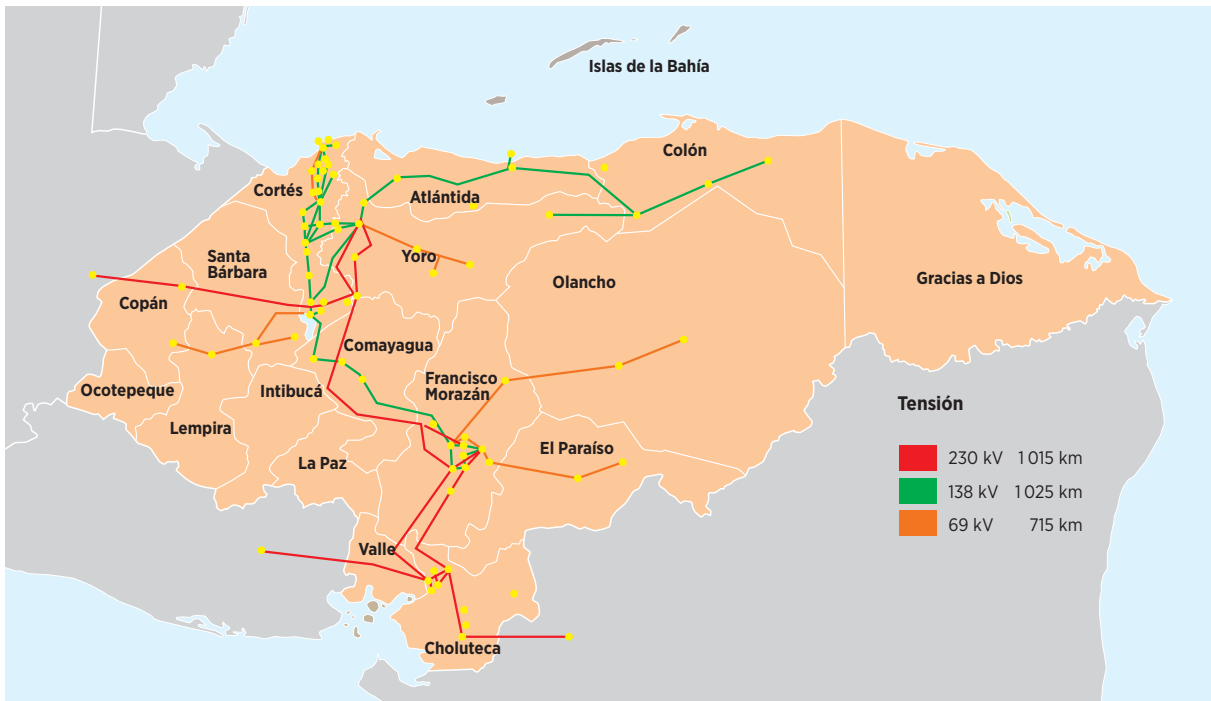 Islas de la Bahía
Colón
Cortés
Atlántida
Santa
Bárbara
Yoro
Olancho
Gracias a Dios
Copán
Comayagua
Francisco
Morazán
Ocotepeque
Intibucá
Lempira
La Paz
El Paraíso
Valle
Choluteca
Tensión
230 kV 1 015 km
138 kV 1 025 km
69 kV 715 km